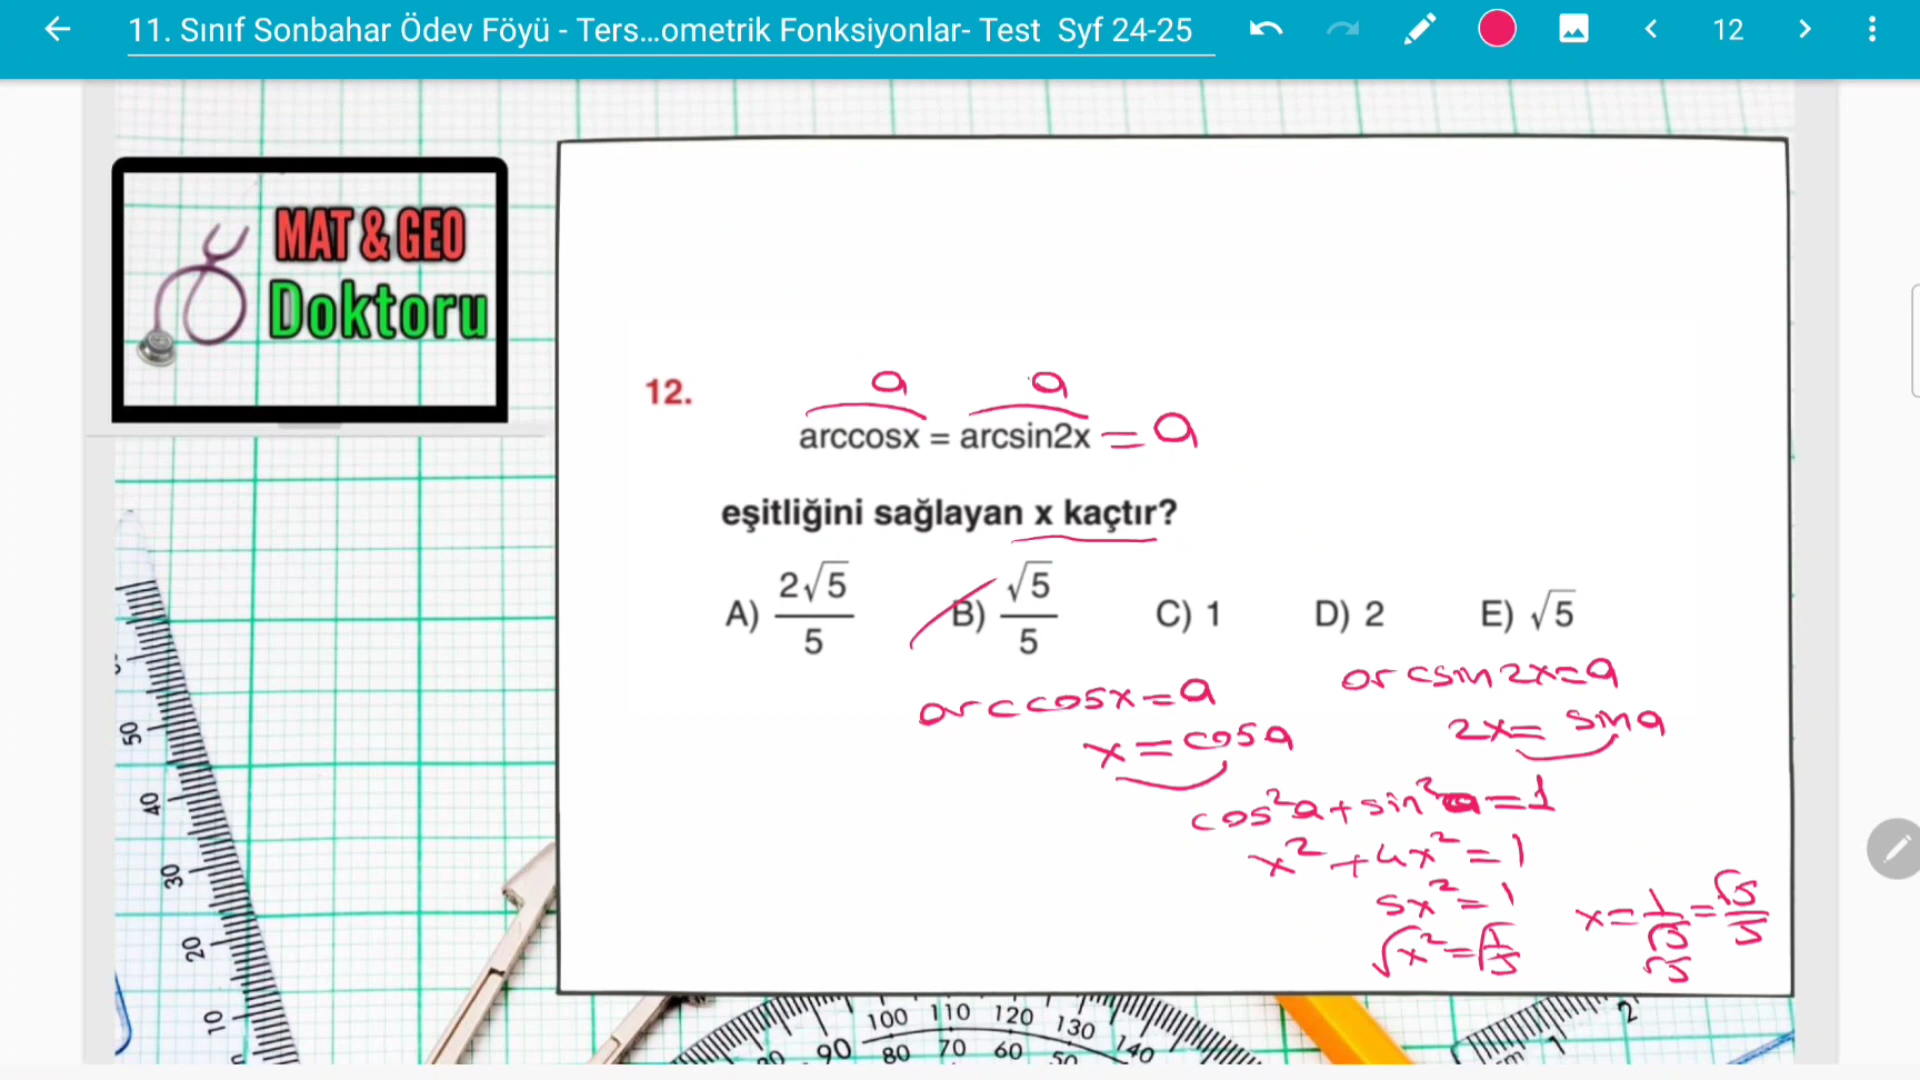 11. Sınıf Sonbahar Ödev Föyü - Ters...ometrik Fonksiyonlar- Test Syf 24-25
12
MAT & GEO
Doktoru
a a
12. arccosx = arcsin2x = a
eşitliğini sağlayan x kaçtır?
A) 2√5/5 B) √5/5 C) 1 D) 2 E) √5
arccosx=a
x=cosa
arcsin2x=a
2x=sina
cos²a+sin²a=1
x²+4x²=1
5x²=1
√x²=√1/5
x=1/√5=√5/5
√5
50
40
30
20
10
90 100 110 120 130 140
80 70 60 50
1 2